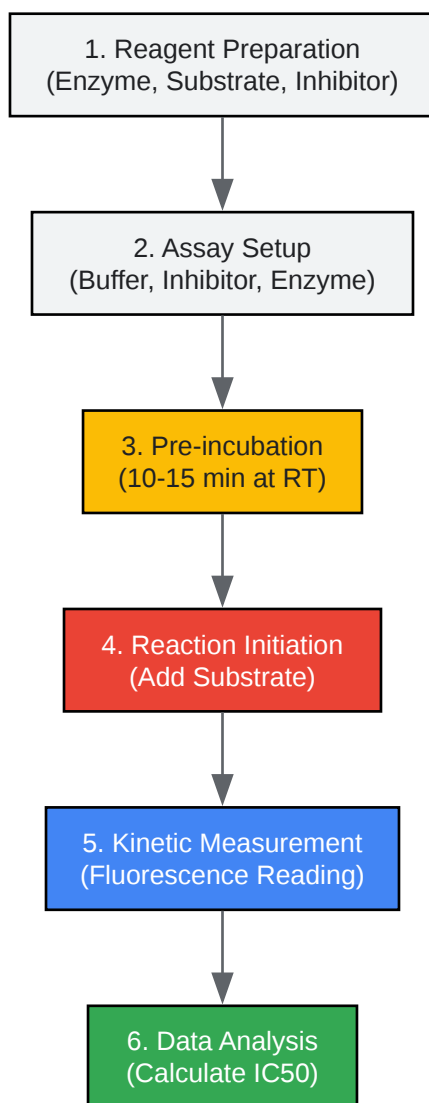 1. Reagent Preparation
(Enzyme, Substrate, Inhibitor)
2. Assay Setup
(Buffer, Inhibitor, Enzyme)
3. Pre-incubation
(10-15 min at RT)
4. Reaction Initiation
(Add Substrate)
5. Kinetic Measurement
(Fluorescence Reading)
6. Data Analysis
(Calculate IC50)